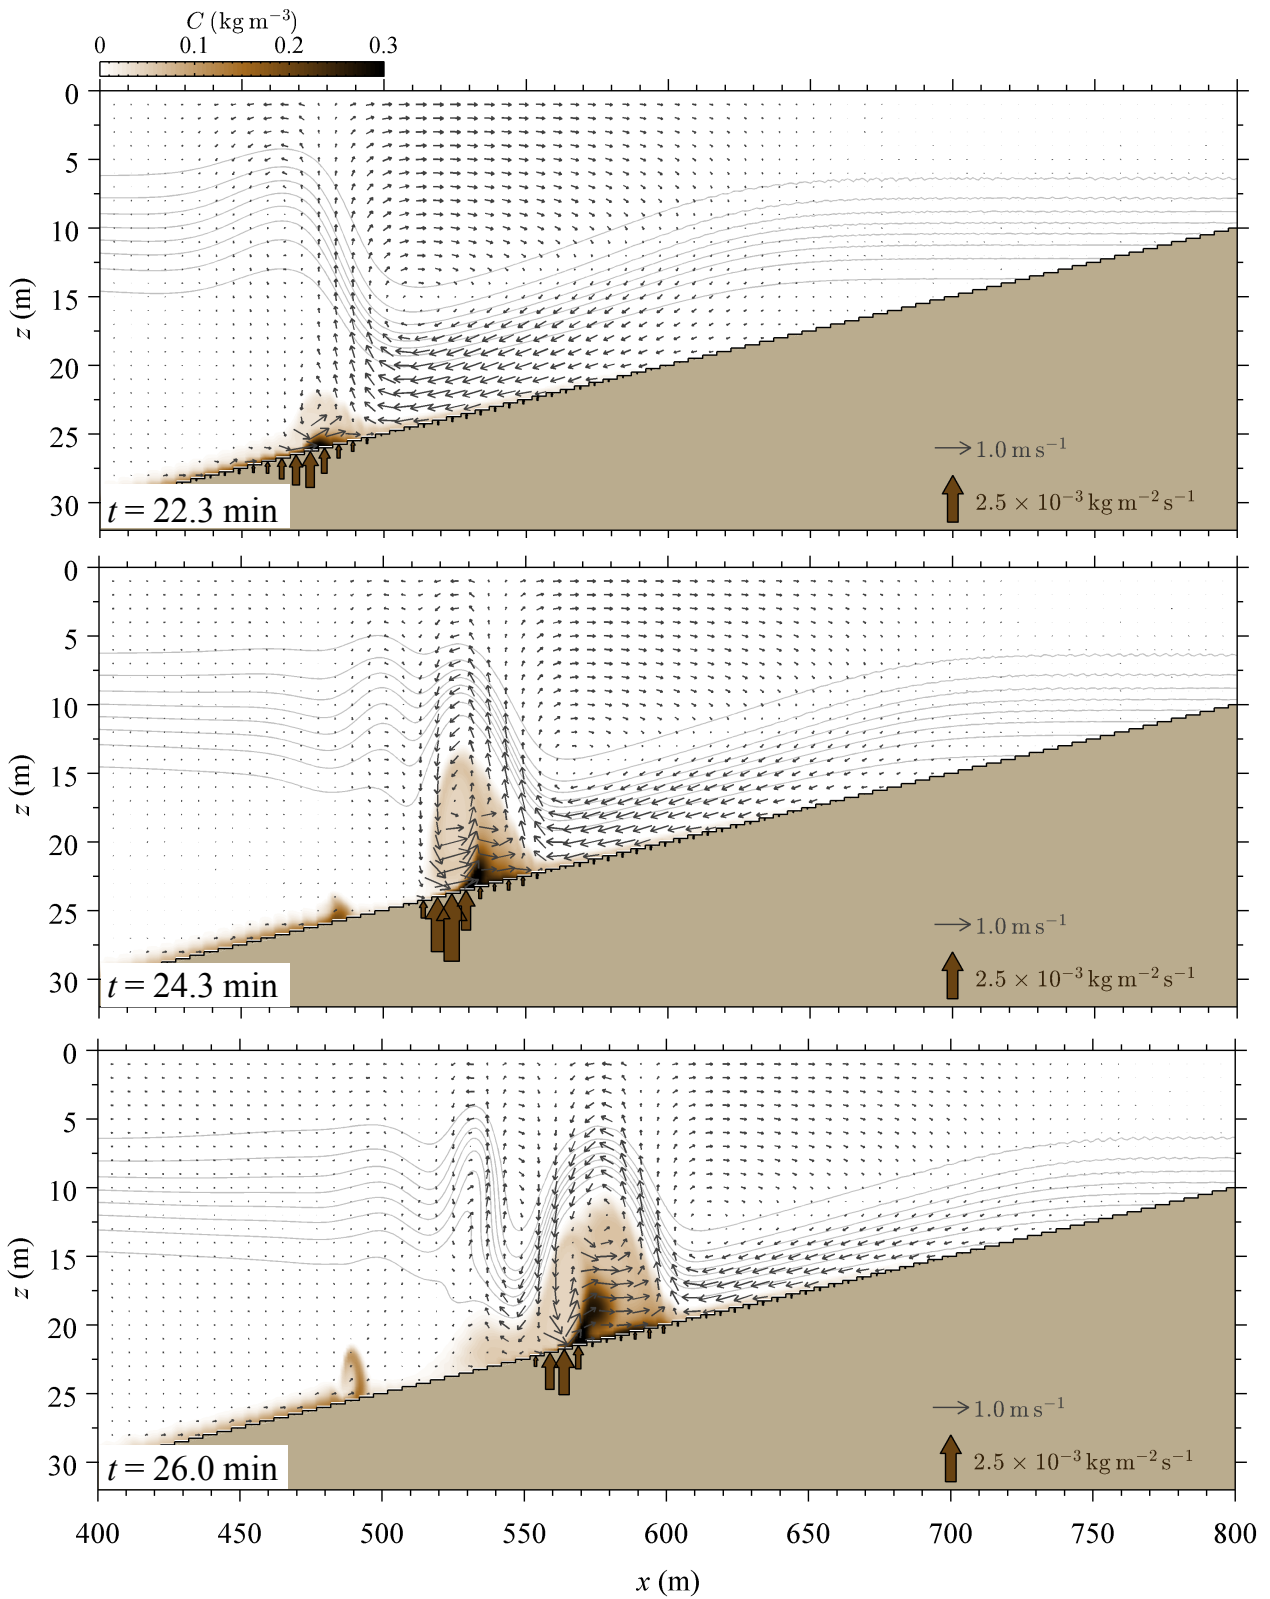 C (kg m⁻³)
0 0.1 0.2 0.3
0
5
10
15
20
25
30
z (m)
1.0 m s⁻¹
2.5 × 10⁻³ kg m⁻² s⁻¹
t = 22.3 min
0
5
10
15
20
25
30
z (m)
1.0 m s⁻¹
2.5 × 10⁻³ kg m⁻² s⁻¹
t = 24.3 min
0
5
10
15
20
25
30
z (m)
1.0 m s⁻¹
2.5 × 10⁻³ kg m⁻² s⁻¹
t = 26.0 min
400 450 500 550 600 650 700 750 800
x (m)